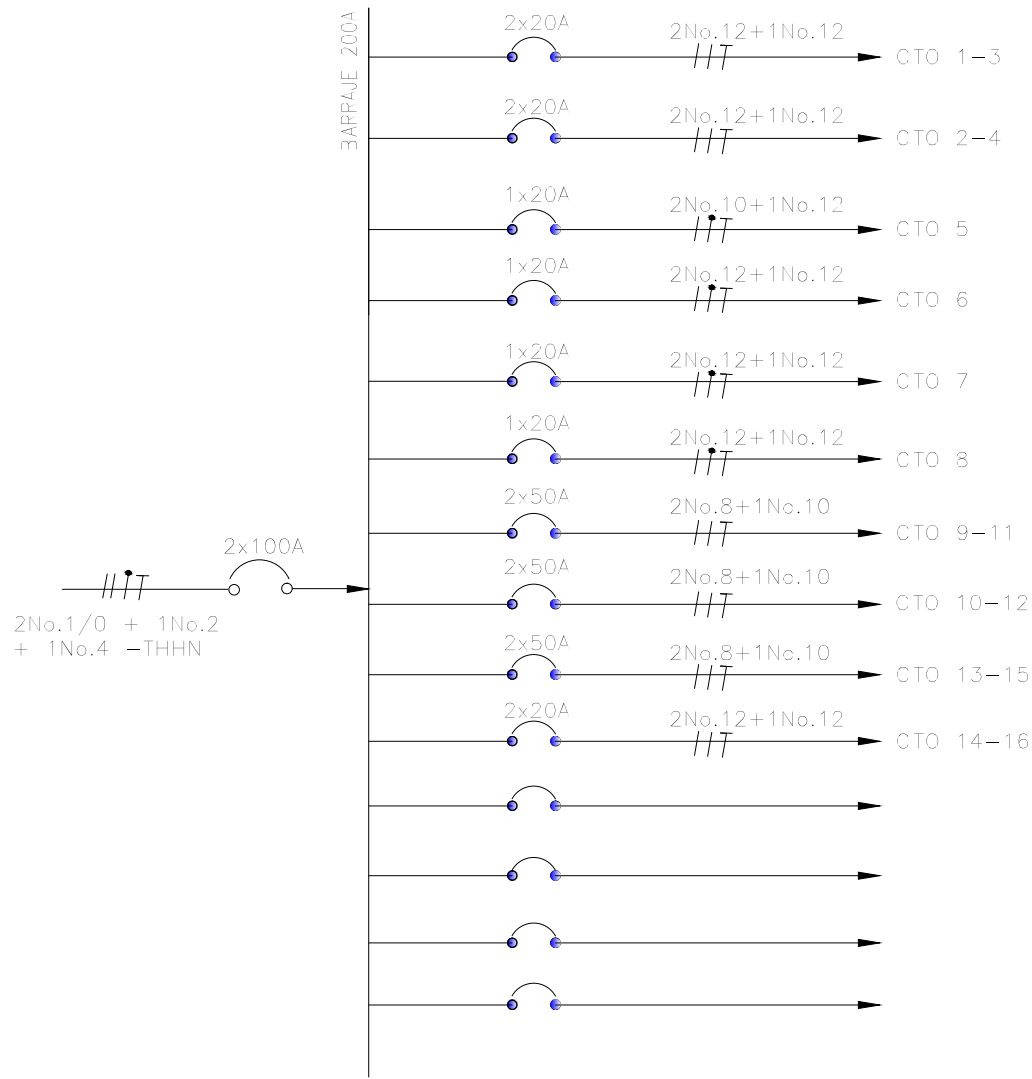 BARRAJE 200A
2x20A 2No.12+1No.12 CTO 1-3
2x20A 2No.12+1No.12 CTO 2-4
1x20A 2No.10+1No.12 CTO 5
1x20A 2No.12+1No.12 CTO 6
1x20A 2No.12+1No.12 CTO 7
1x20A 2No.12+1No.12 CTO 8
2x50A 2No.8+1No.10 CTO 9-11
2x100A
2x50A 2No.8+1No.10 CTO 10-12
2No.1/0 + 1No.2
+ 1No.4 -THHN
2x50A 2No.8+1No.10 CTO 13-15
2x20A 2No.12+1No.12 CTO 14-16